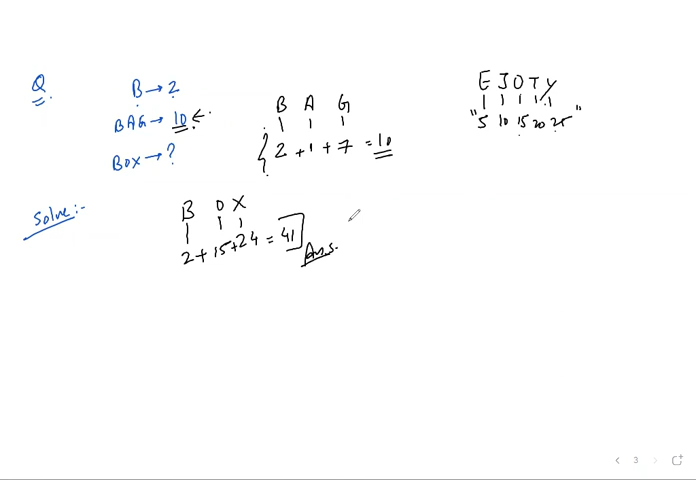 Q
B → 2
BAG → 10 ←
BOX → ?
B A G
2 + 1 + 7 = 10
E J O T Y
" 5 10 15 20 25 "
Solve:-
B O X
2 + 15 + 24 = 41
Ans.
3